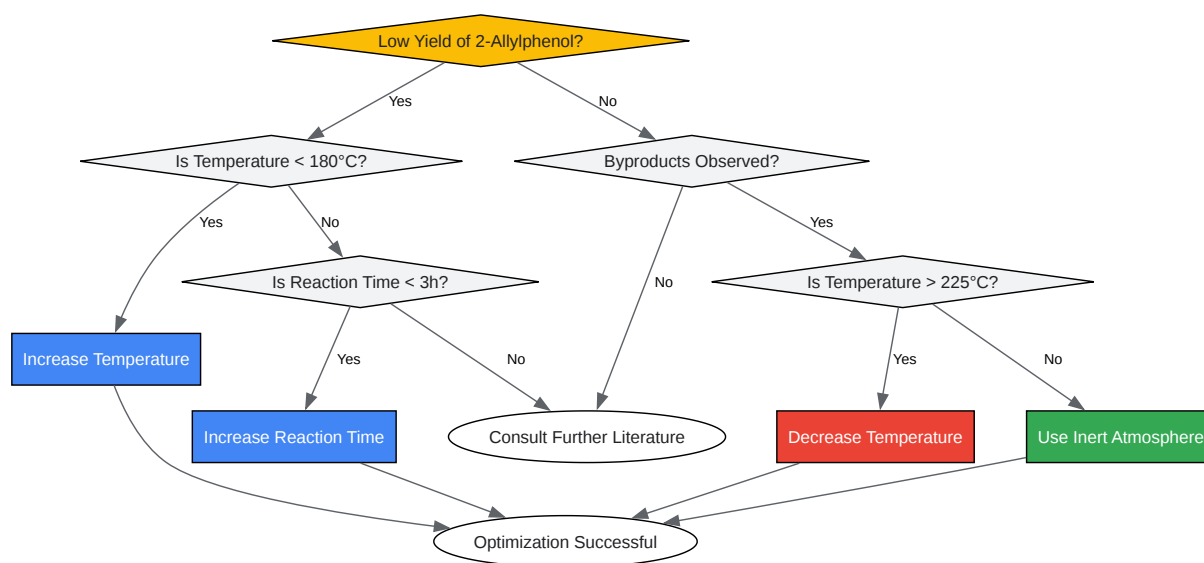 Low Yield of 2-Allylphenol?
Yes
No
Is Temperature < 180°C?
Byproducts Observed?
Yes
No
Yes
Is Reaction Time < 3h?
No
Is Temperature > 225°C?
Increase Temperature
Yes
No
Yes
No
Increase Reaction Time
Consult Further Literature
Decrease Temperature
Use Inert Atmosphere
Optimization Successful